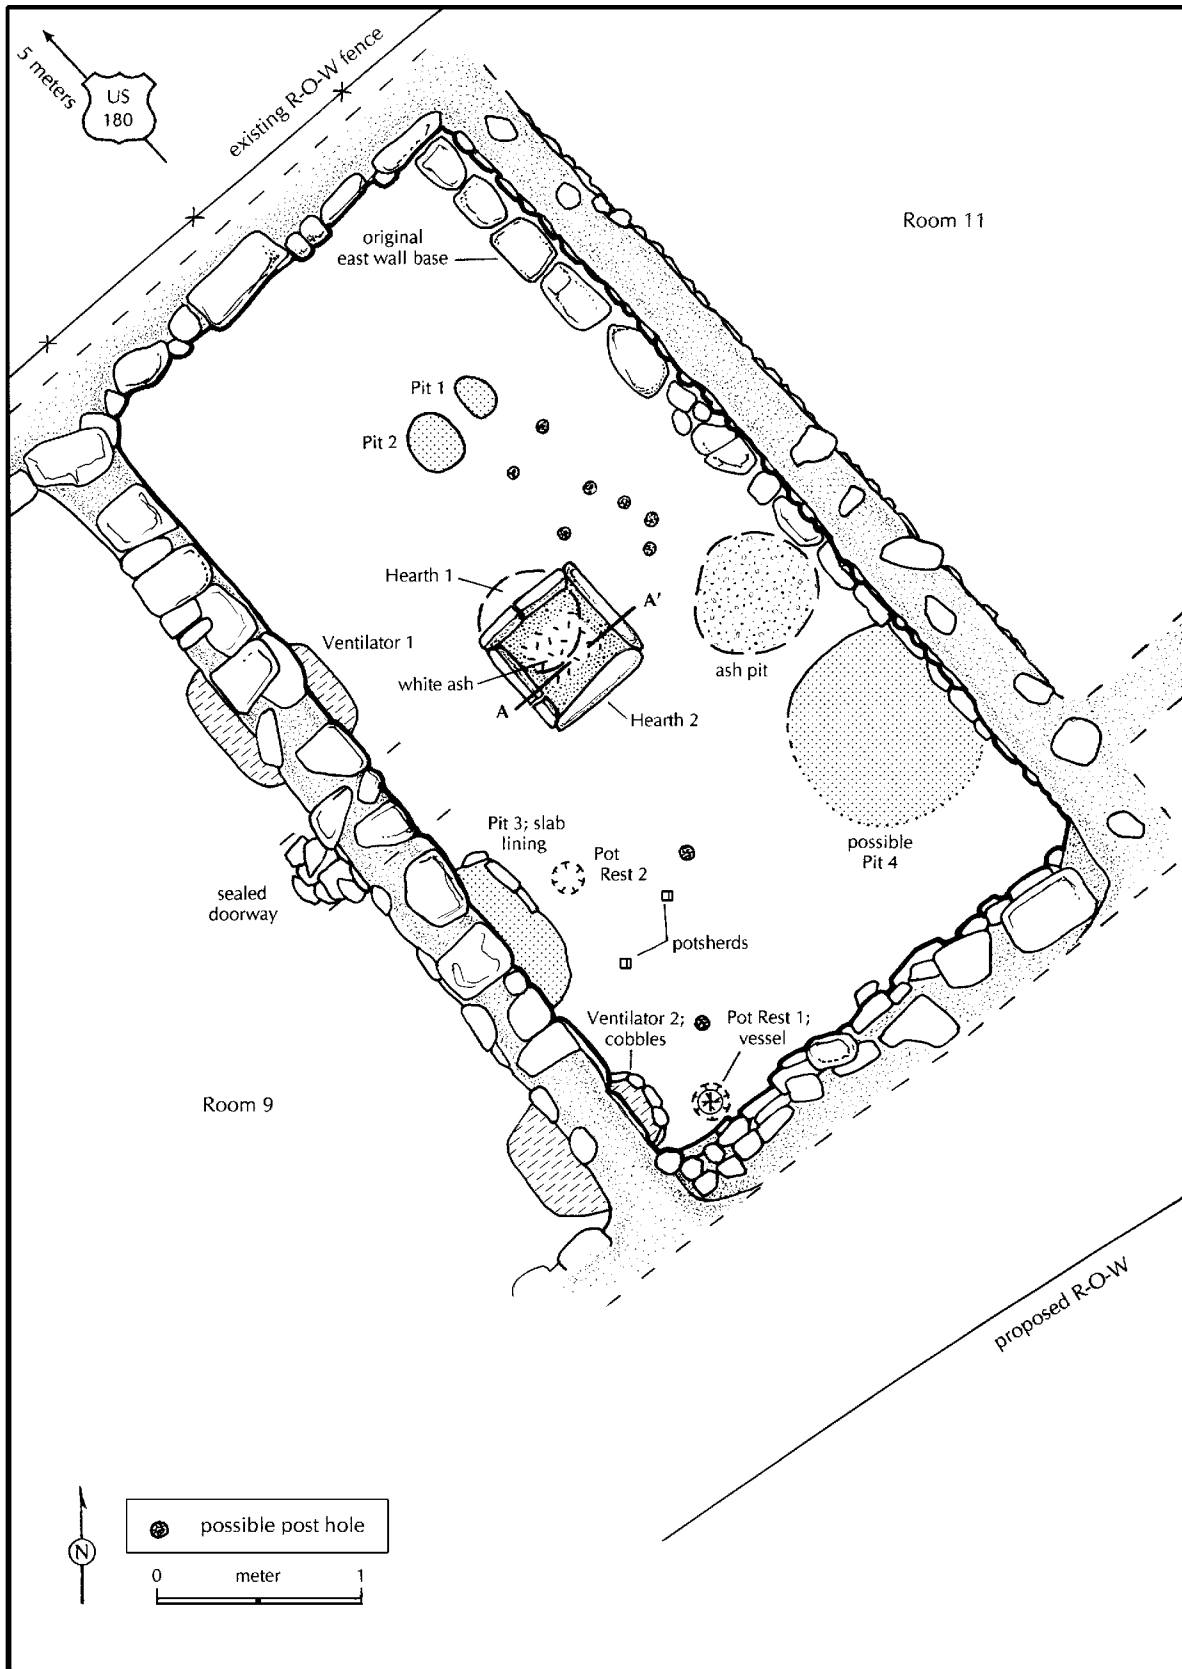 5 meters
US
180
existing R-O-W fence
Room 11
original
east wall base
Pit 1
Pit 2
Hearth 1
A'
Ventilator 1
white ash
ash pit
A
Hearth 2
Pit 3; slab
lining
Pot
Rest 2
possible
Pit 4
sealed
doorway
potsherds
Ventilator 2;
cobbles
Pot Rest 1;
vessel
Room 9
proposed R-O-W
N
possible post hole
0 meter 1